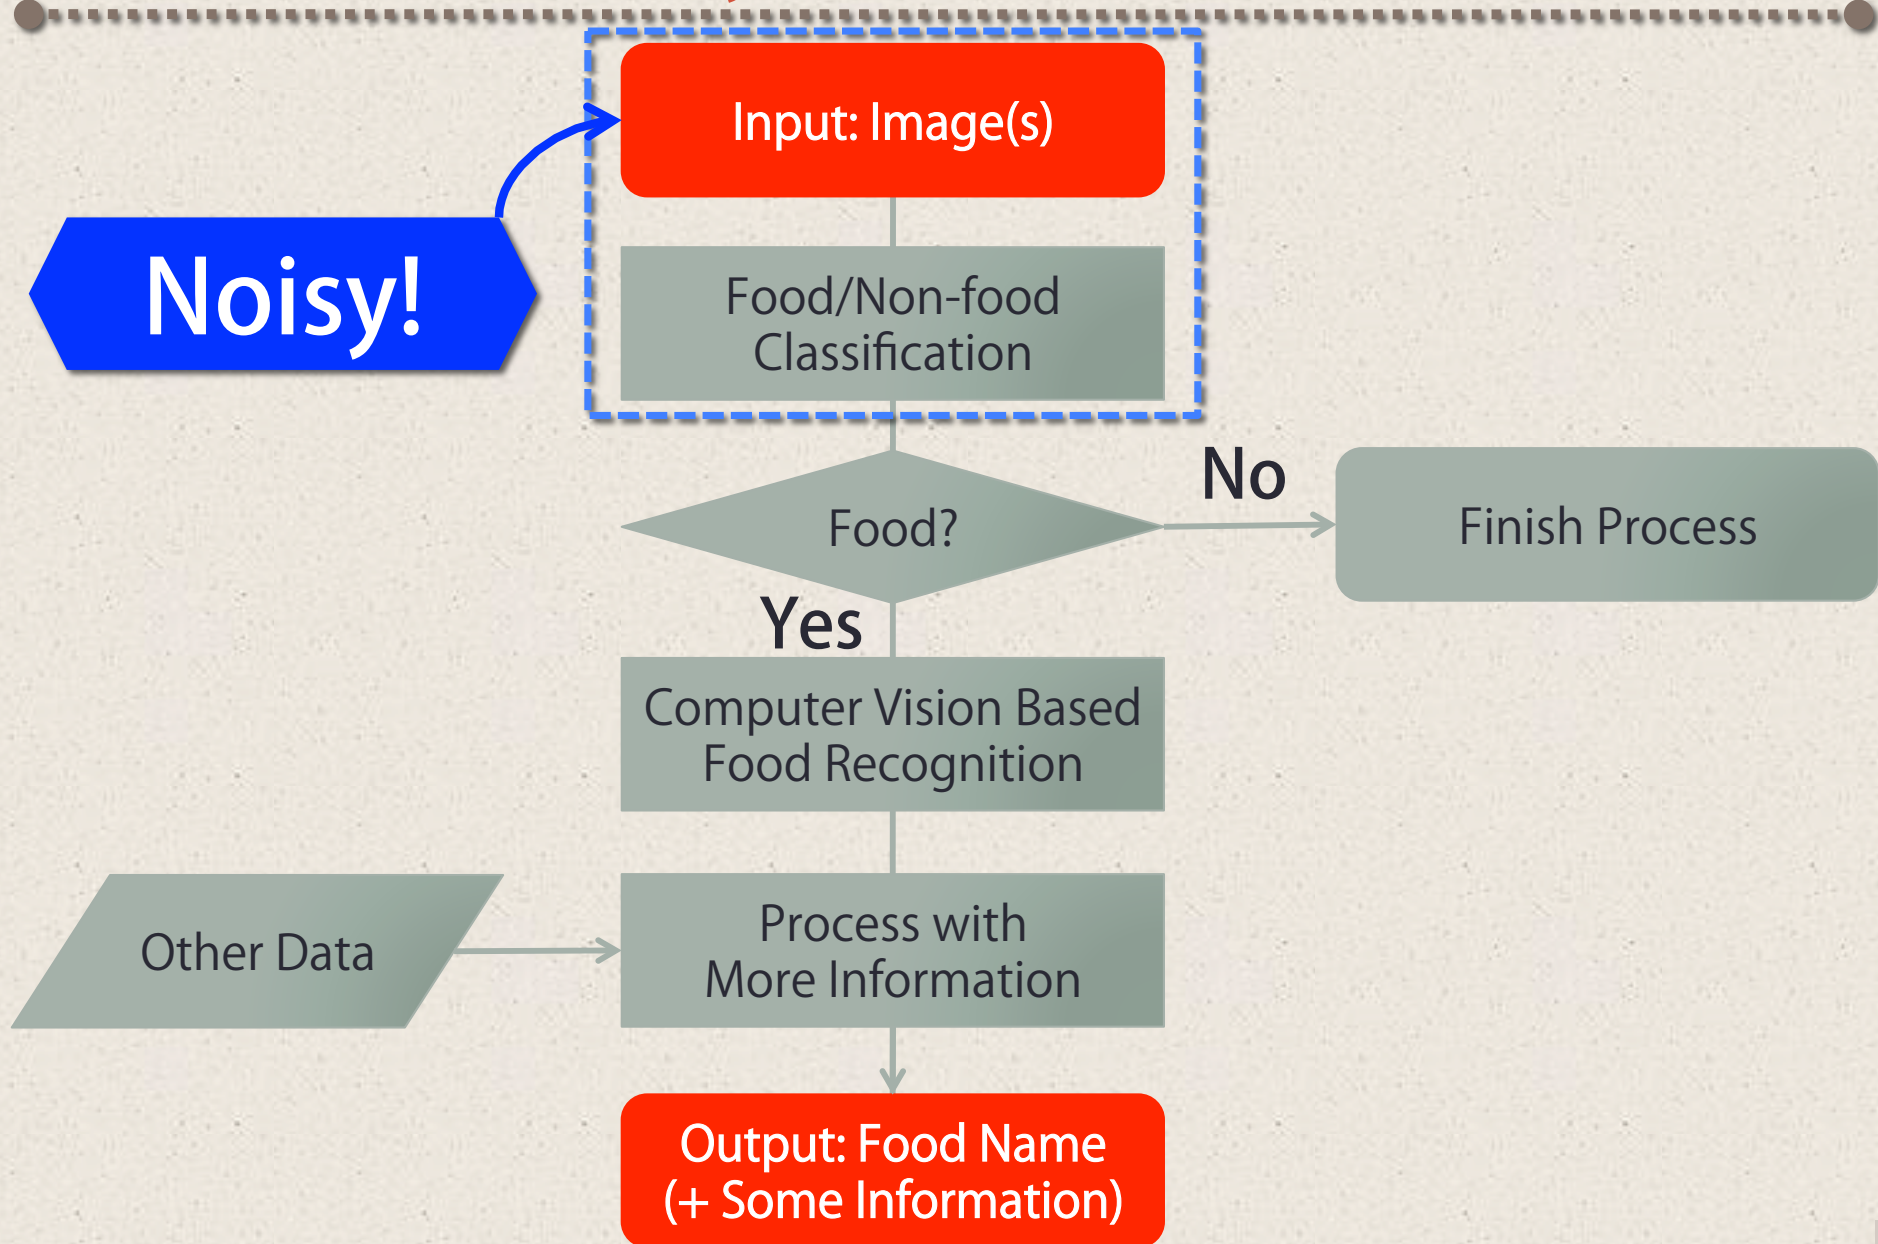 Input: Image(s)
Noisy!
Food/Non-food
Classification
No
Food?
Finish Process
Yes
Computer Vision Based
Food Recognition
Other Data
Process with
More Information
Output: Food Name
(+ Some Information)